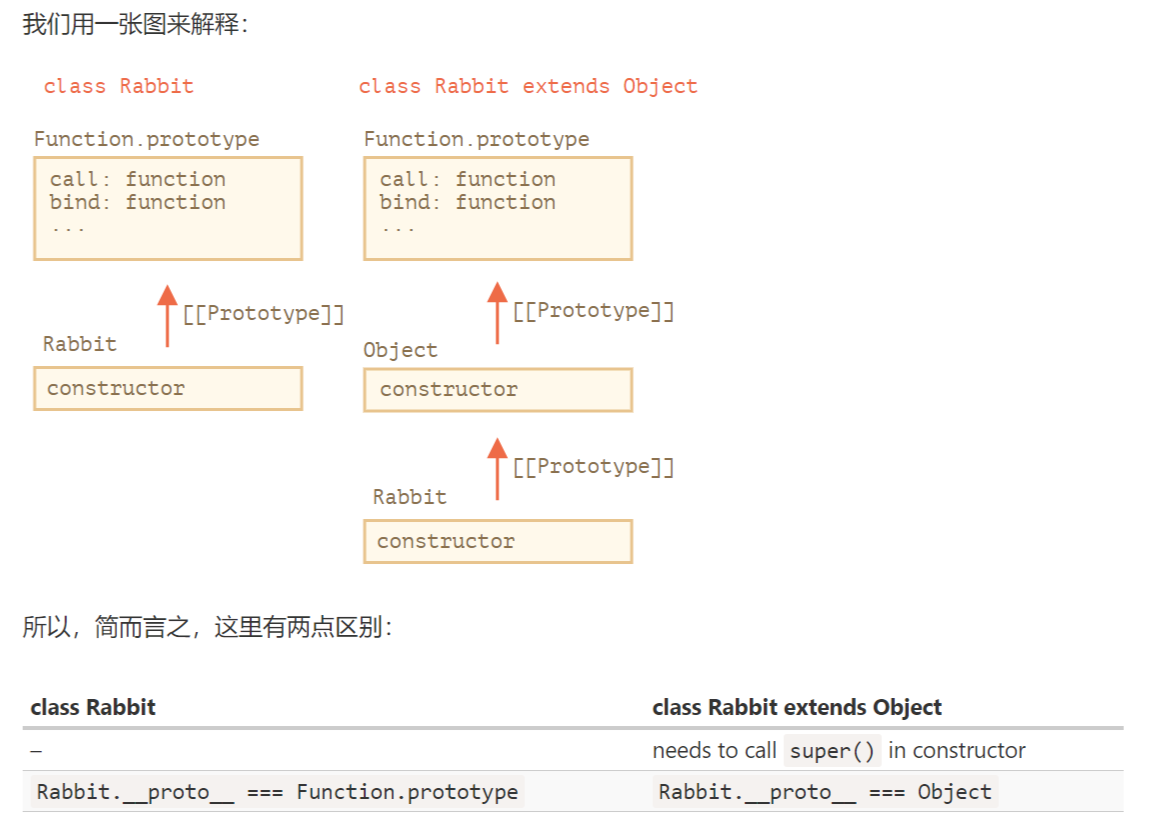 我们用一张图来解释：
class Rabbit
class Rabbit extends Object
Function.prototype
call: function
bind: function
...
[[Prototype]]
Rabbit
constructor
Function.prototype
call: function
bind: function
...
[[Prototype]]
Object
constructor
[[Prototype]]
Rabbit
constructor
所以，简而言之，这里有两点区别：
class Rabbit class Rabbit extends Object
– needs to call super() in constructor
Rabbit.__proto__ === Function.prototype Rabbit.__proto__ === Object